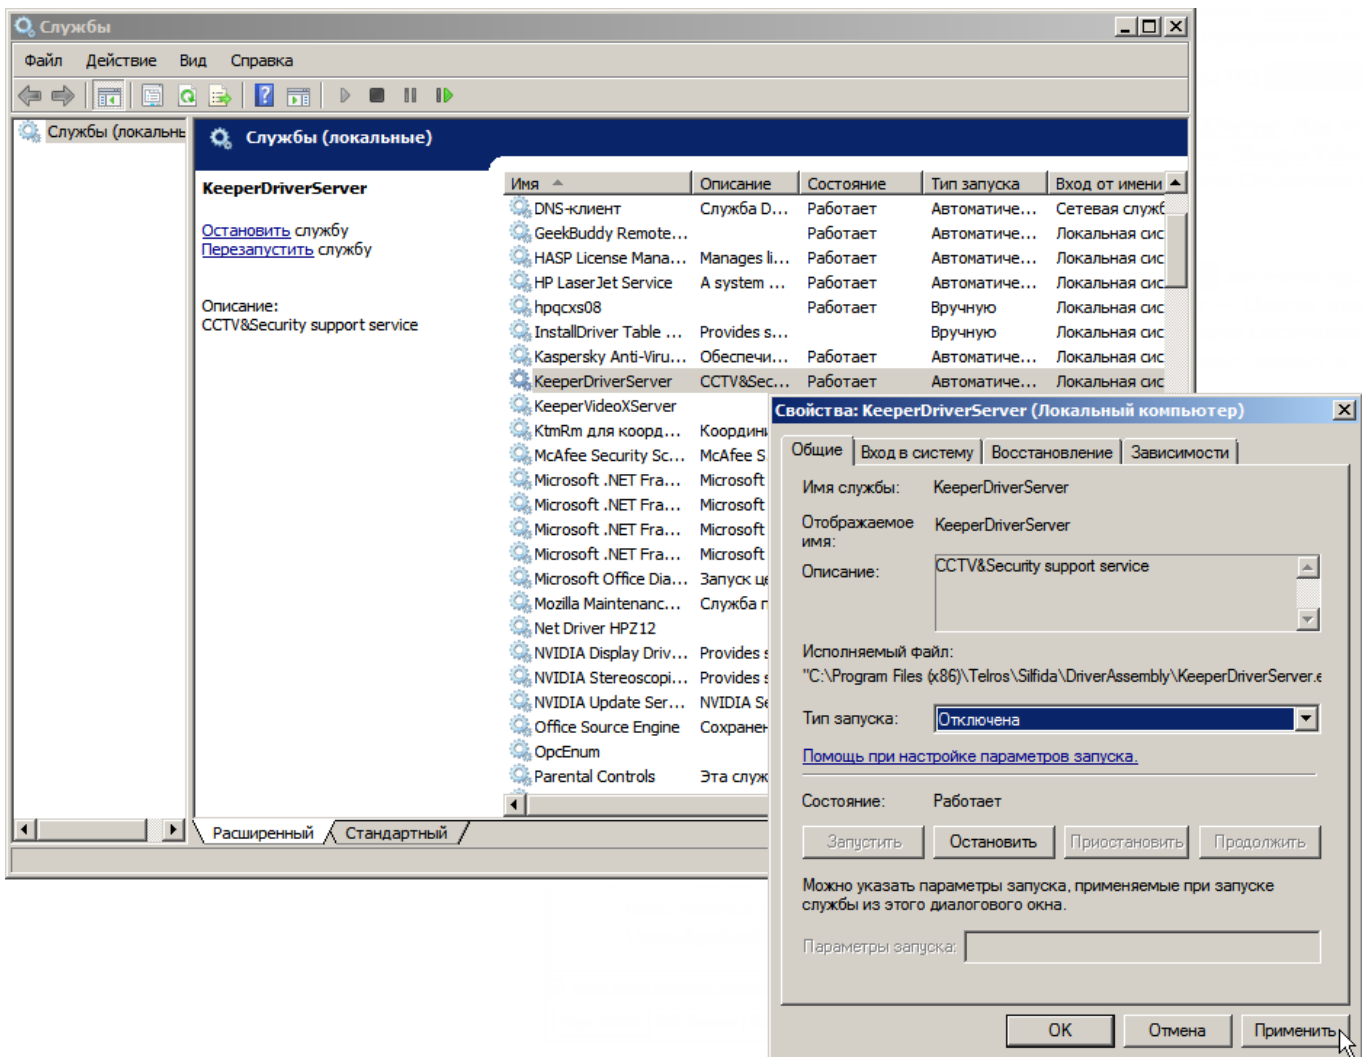 Службы
Файл Действие Вид Справка
Службы (локальнь
Службы (локальные)
KeeperDriverServer
Остановить службу
Перезапустить службу
Описание:
CCTV&Security support service
Имя Описание Состояние Тип запуска Вход от имени
DNS-клиент Служба D... Работает Автоматиче... Сетевая служб
GeekBuddy Remote... Работает Автоматиче... Локальная сис
HASP License Mana... Manages li... Работает Автоматиче... Локальная сис
HP LaserJet Service A system ... Работает Автоматиче... Локальная сис
hpqcxs08 Работает Вручную Локальная сис
InstallDriver Table ... Provides s... Вручную Локальная сис
Kaspersky Anti-Viru... Обеспечи... Работает Автоматиче... Локальная сис
KeeperDriverServer CCTV&Sec... Работает Автоматиче... Локальная сис
KeeperVideoXServer
KtmRm для коорд... Координи
McAfee Security Sc... McAfee S
Microsoft .NET Fra... Microsoft
Microsoft .NET Fra... Microsoft
Microsoft .NET Fra... Microsoft
Microsoft .NET Fra... Microsoft
Microsoft Office Dia... Запуск це
Mozilla Maintenanc... Служба п
Net Driver HPZ12
NVIDIA Display Driv... Provides s
NVIDIA Stereoscopi... Provides s
NVIDIA Update Ser... NVIDIA Se
Office Source Engine Сохранен
OpcEnum
Parental Controls Эта служ
Расширенный Стандартный
Свойства: KeeperDriverServer (Локальный компьютер)
Общие Вход в систему Восстановление Зависимости
Имя службы: KeeperDriverServer
Отображаемое имя: KeeperDriverServer
Описание: CCTV&Security support service
Исполняемый файл:
"C:\Program Files (x86)\Telros\Silfida\DriverAssembly\KeeperDriverServer.e
Тип запуска: Отключена
Помощь при настройке параметров запуска.
Состояние: Работает
Запустить Остановить Приостановить Продолжить
Можно указать параметры запуска, применяемые при запуске
службы из этого диалогового окна.
Параметры запуска:
OK Отмена Применить